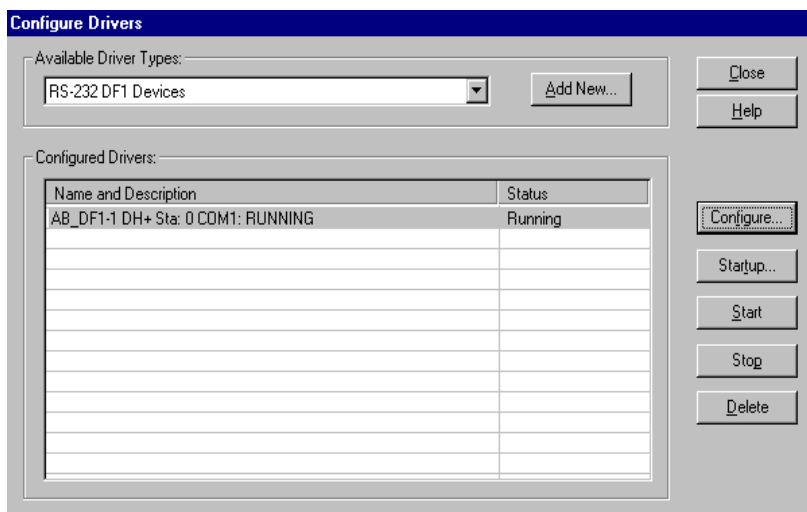 Configure Drivers
Available Driver Types:
RS-232 DF1 Devices
Add New...
Close
Help
Configured Drivers:
Name and Description Status
AB_DF1-1 DH+ Sta: 0 COM1: RUNNING Running
Configure...
Startup...
Start
Stop
Delete